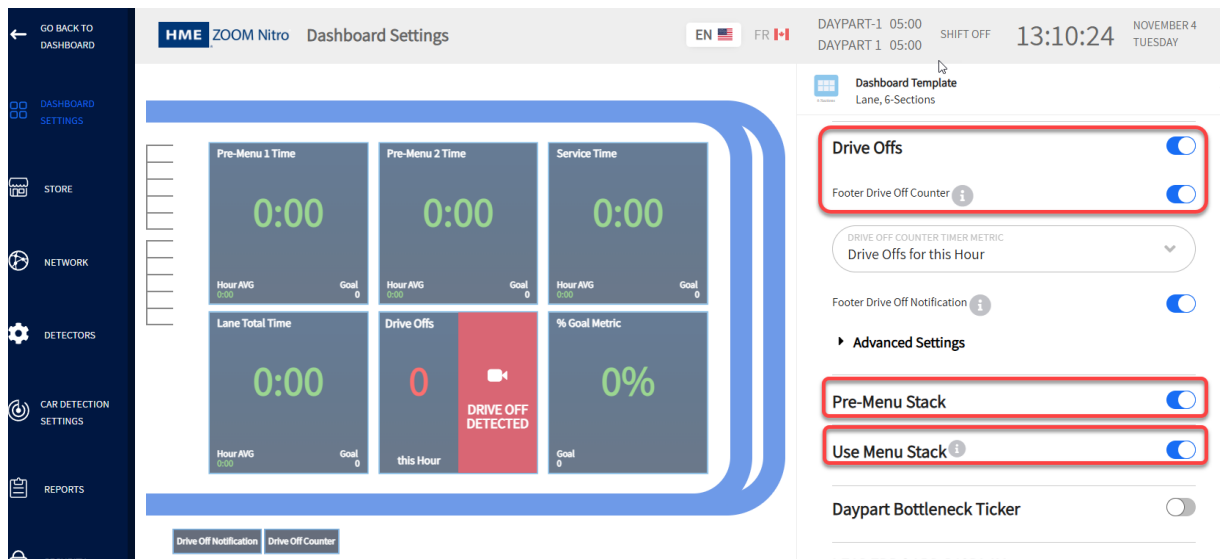 GO BACK TO
DASHBOARD
DASHBOARD
SETTINGS
STORE
NETWORK
DETECTORS
CAR DETECTION
SETTINGS
REPORTS
HME ZOOM Nitro Dashboard Settings
EN FR
DAYPART-1 05:00
DAYPART 1 05:00
SHIFT OFF
13:10:24
NOVEMBER 4
TUESDAY
Pre-Menu 1 Time
0:00
Hour AVG Goal
0:00 0
Pre-Menu 2 Time
0:00
Hour AVG Goal
0:00 0
Service Time
0:00
Hour AVG Goal
0:00 0
Lane Total Time
0:00
Hour AVG Goal
0:00 0
Drive Offs
0
this Hour
DRIVE OFF
DETECTED
% Goal Metric
0%
Goal
0
Drive Off Notification Drive Off Counter
Dashboard Template
Lane, 6-Sections
Drive Offs
Footer Drive Off Counter i
DRIVE OFF COUNTER TIMER METRIC
Drive Offs for this Hour
Footer Drive Off Notification i
Advanced Settings
Pre-Menu Stack
Use Menu Stack i
Daypart Bottleneck Ticker